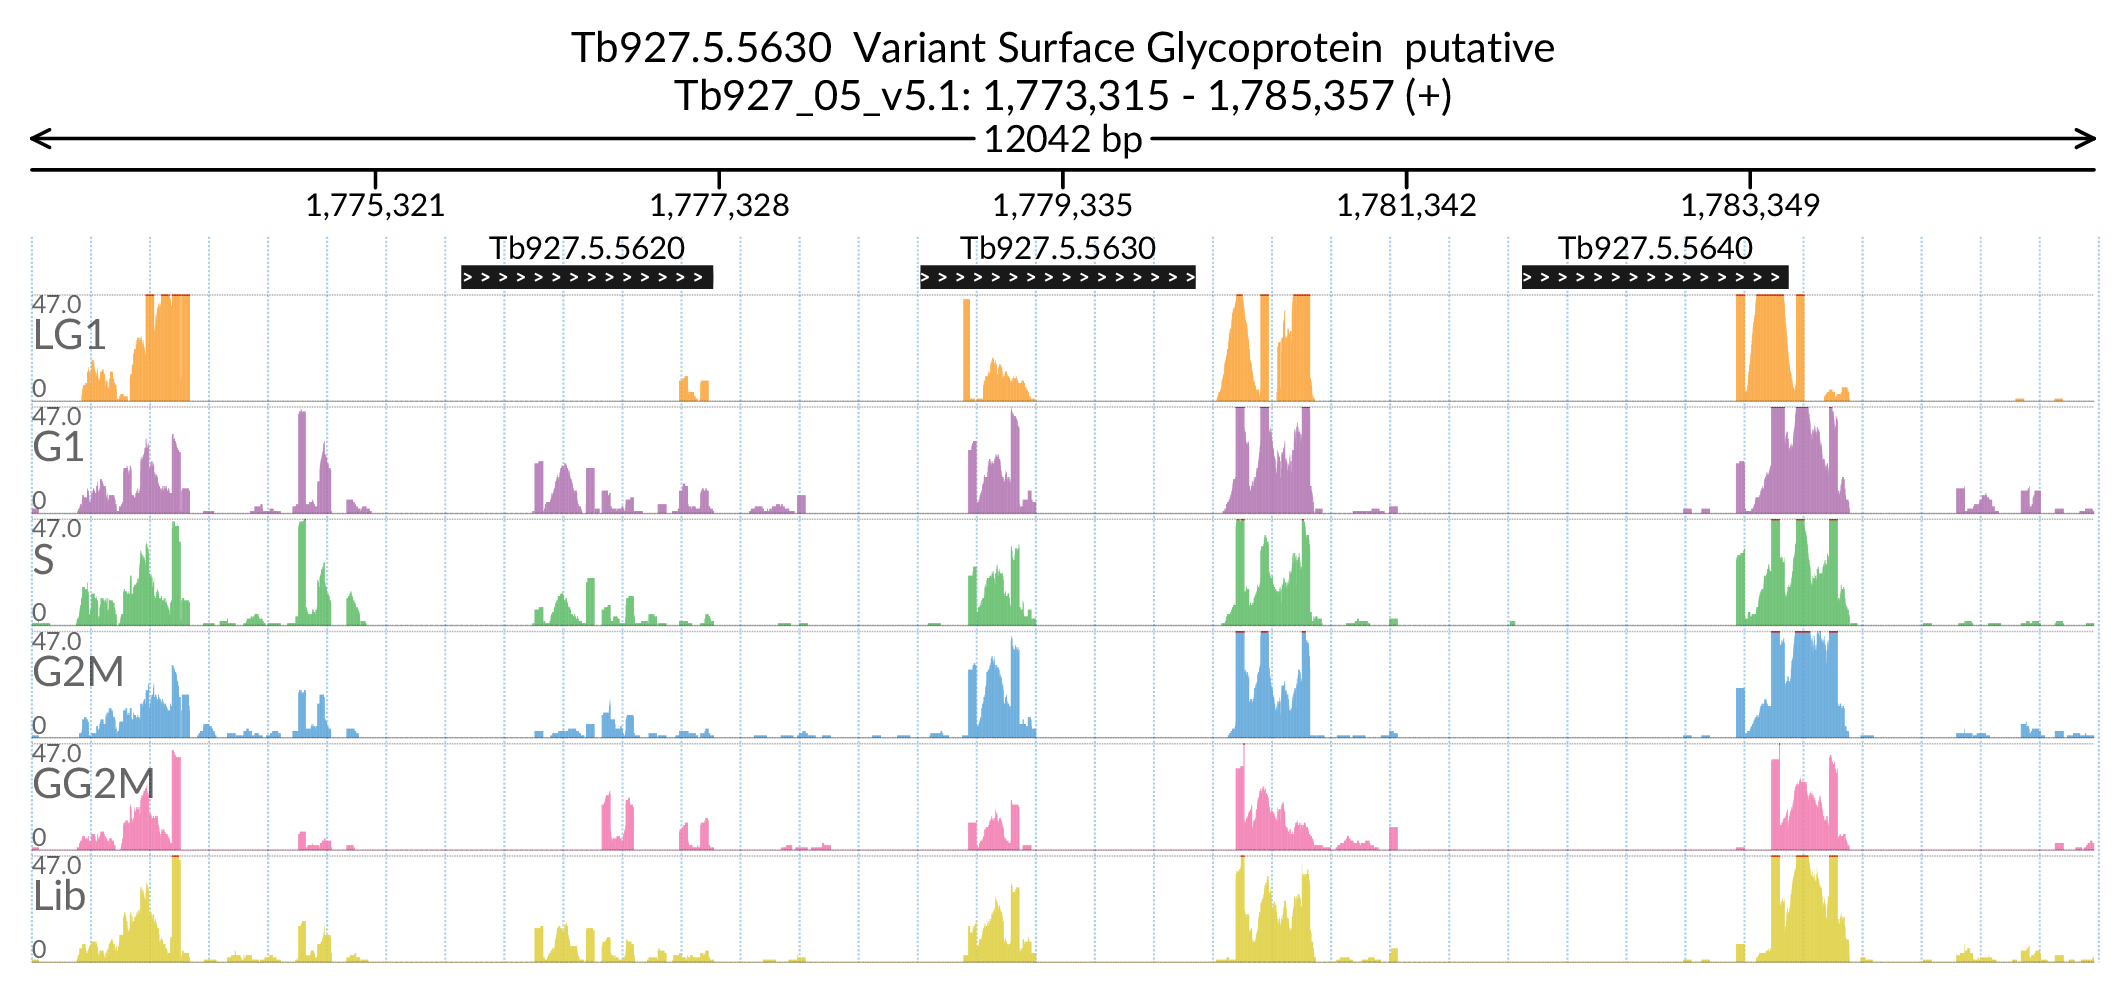 Tb927.5.5630  Variant Surface Glycoprotein  putative
Tb927_05_v5.1: 1,773,315 - 1,785,357 (+)
12042 bp
1,775,321 1,777,328 1,779,335 1,781,342 1,783,349
Tb927.5.5620 Tb927.5.5630 Tb927.5.5640
47.0
LG1
0
47.0
G1
0
47.0
S
0
47.0
G2M
0
47.0
GG2M
0
47.0
Lib
0